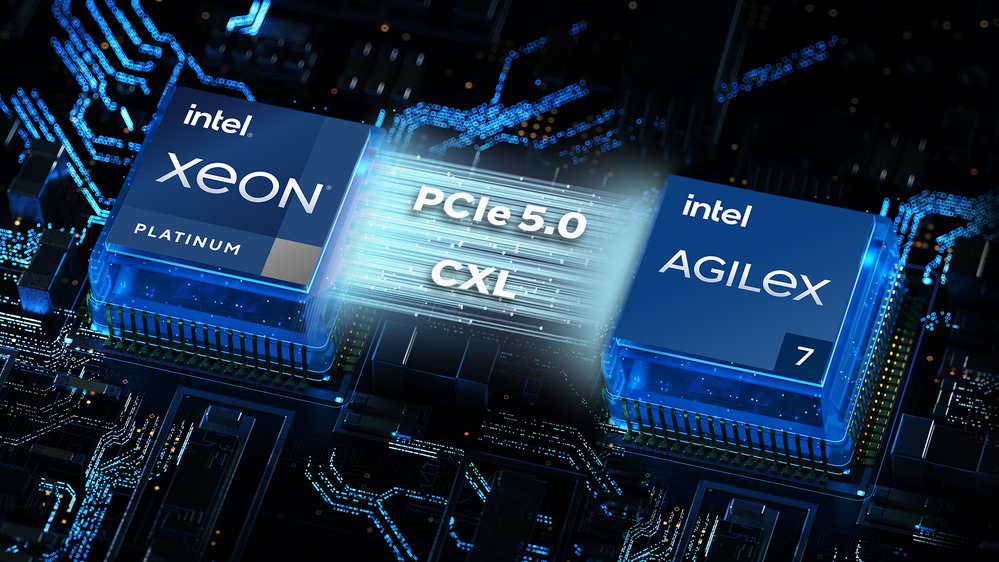 intel®
XEON®
PLATINUM
PCIe 5.0
CXL
intel
AGILEX
7